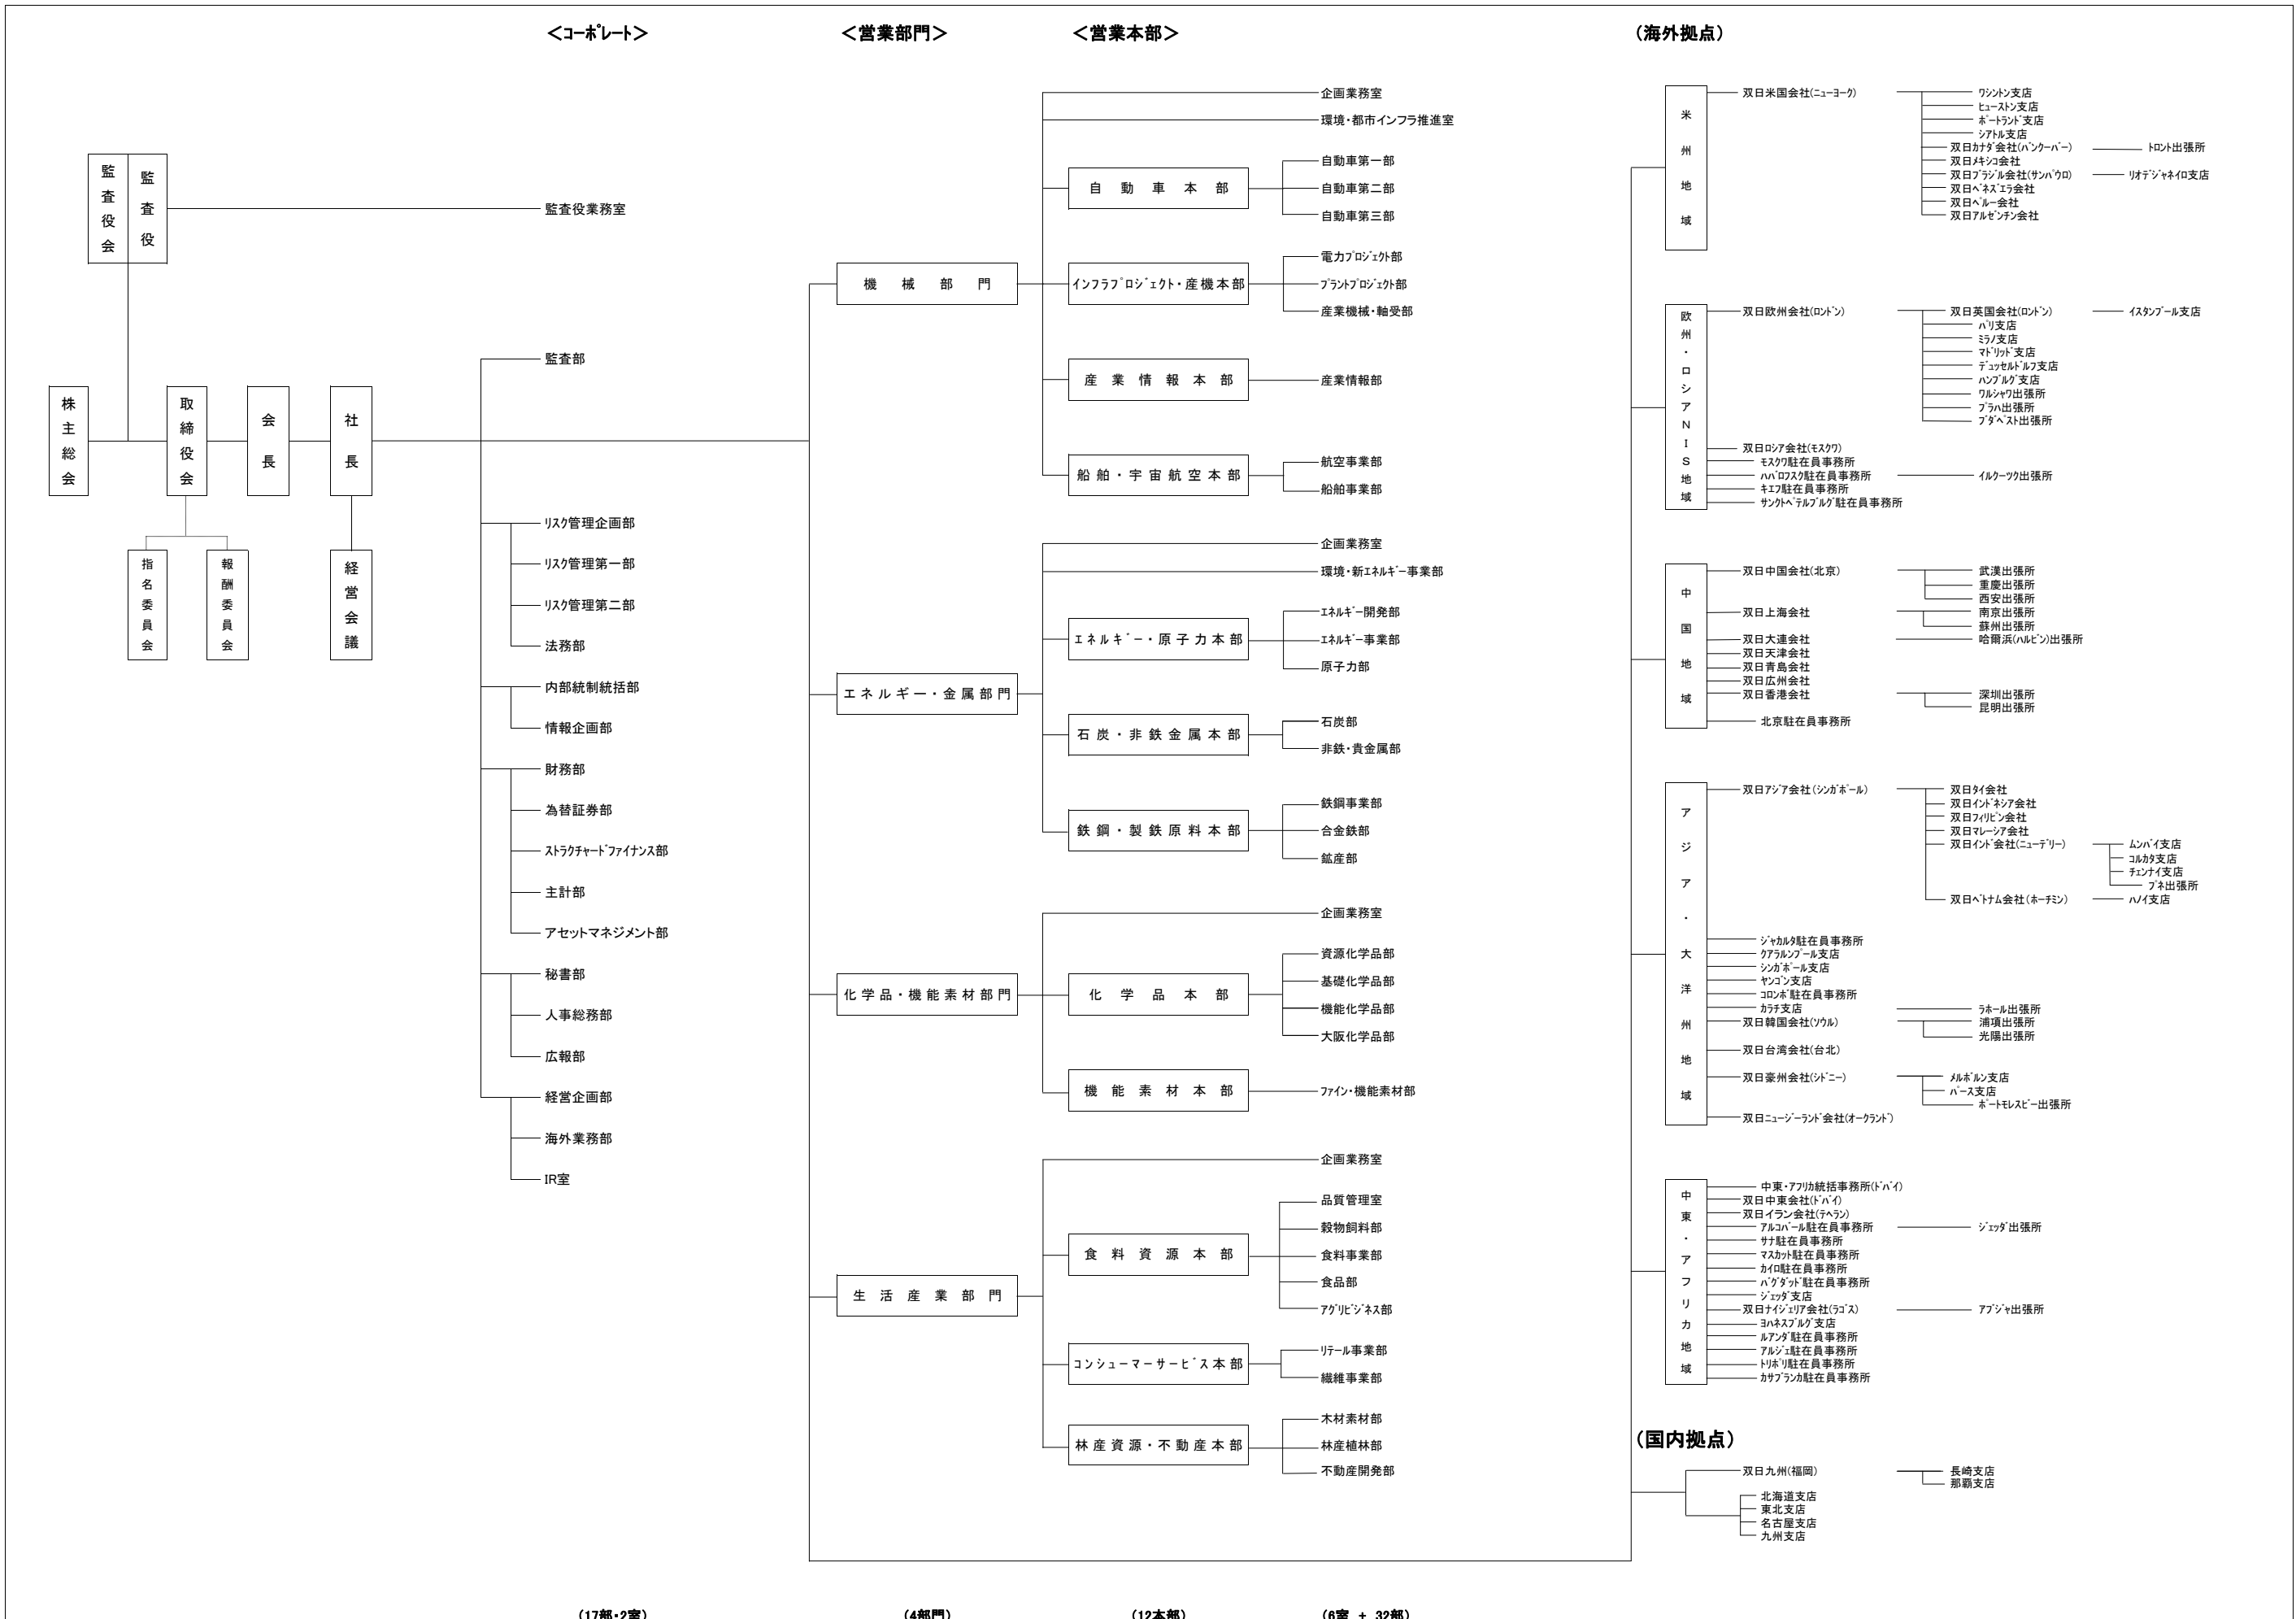 ＜コーポレート＞
＜営業部門＞
＜営業本部＞
（海外拠点）
監査役会
監査役
監査役業務室
株主総会
取締役会
会長
社長
指名委員会
報酬委員会
経営会議
監査部
リスク管理企画部
リスク管理第一部
リスク管理第二部
法務部
内部統制統括部
情報企画部
財務部
為替証券部
ストラクチャードファイナンス部
主計部
アセットマネジメント部
秘書部
人事総務部
広報部
経営企画部
海外業務部
IR室
機械部門
企画業務室
環境・都市インフラ推進室
自動車本部
自動車第一部
自動車第二部
自動車第三部
インフラプロジェクト・産機本部
電力プロジェクト部
プラントプロジェクト部
産業機械・軸受部
産業情報本部
産業情報部
船舶・宇宙航空本部
航空事業部
船舶事業部
エネルギー・金属部門
企画業務室
環境・新エネルギー事業部
エネルギー・原子力本部
エネルギー開発部
エネルギー事業部
原子力部
石炭・非鉄金属本部
石炭部
非鉄・貴金属部
鉄鋼・製鉄原料本部
鉄鋼事業部
合金鉄部
鉱産部
化学品・機能素材部門
企画業務室
化学品本部
資源化学品部
基礎化学品部
機能化学品部
大阪化学品部
機能素材本部
ファイン・機能素材部
生活産業部門
企画業務室
食料資源本部
品質管理室
穀物飼料部
食料事業部
食品部
アグリビジネス部
コンシューマーサービス本部
リテール事業部
繊維事業部
林産資源・不動産本部
木材素材部
林産植林部
不動産開発部
米州地域
双日米国会社(ニューヨーク)
ワシントン支店
ヒューストン支店
ポートランド支店
シアトル支店
双日カナダ会社(バンクーバー)
トロント出張所
双日メキシコ会社
双日ブラジル会社(サンパウロ)
リオデジャネイロ支店
双日ベネズエラ会社
双日ペルー会社
双日アルゼンチン会社
欧州・ロシアNIS地域
双日欧州会社(ロンドン)
双日英国会社(ロンドン)
イスタンブール支店
パリ支店
ミラノ支店
マドリッド支店
デュッセルドルフ支店
ハンブルグ支店
ワルシャワ出張所
プラハ出張所
ブダペスト出張所
双日ロシア会社(モスクワ)
モスクワ駐在員事務所
ハバロフスク駐在員事務所
イルクーツク出張所
キエフ駐在員事務所
サンクトペテルブルグ駐在員事務所
中国地域
双日中国会社(北京)
武漢出張所
重慶出張所
西安出張所
双日上海会社
南京出張所
蘇州出張所
双日大連会社
哈爾浜(ハルビン)出張所
双日天津会社
双日青島会社
双日広州会社
双日香港会社
深圳出張所
昆明出張所
北京駐在員事務所
アジア・大洋州地域
双日アジア会社(シンガポール)
双日タイ会社
双日インドネシア会社
双日フィリピン会社
双日マレーシア会社
双日インド会社(ニューデリー)
ムンバイ支店
コルカタ支店
チェンナイ支店
プネ出張所
双日ベトナム会社(ホーチミン)
ハノイ支店
ジャカルタ駐在員事務所
クアラルンプール支店
シンガポール支店
ヤンゴン支店
コロンボ駐在員事務所
カラチ支店
ラホール出張所
双日韓国会社(ソウル)
浦項出張所
光陽出張所
双日台湾会社(台北)
双日豪州会社(シドニー)
メルボルン支店
パース支店
ポートモレスビー出張所
双日ニュージーランド会社(オークランド)
中東・アフリカ地域
中東・アフリカ統括事務所(ドバイ)
双日中東会社(ドバイ)
双日イラン会社(テヘラン)
アルコバール駐在員事務所
ジェッダ出張所
サナ駐在員事務所
マスカット駐在員事務所
カイロ駐在員事務所
バグダッド駐在員事務所
ジェッダ支店
双日ナイジェリア会社(ラゴス)
アブジャ出張所
ヨハネスブルグ支店
ルアンダ駐在員事務所
アルジェ駐在員事務所
トリポリ駐在員事務所
カサブランカ駐在員事務所
（国内拠点）
双日九州(福岡)
長崎支店
那覇支店
北海道支店
東北支店
名古屋支店
九州支店
（17部・2室）
（4部門）
（12本部）
（6室 + 32部）